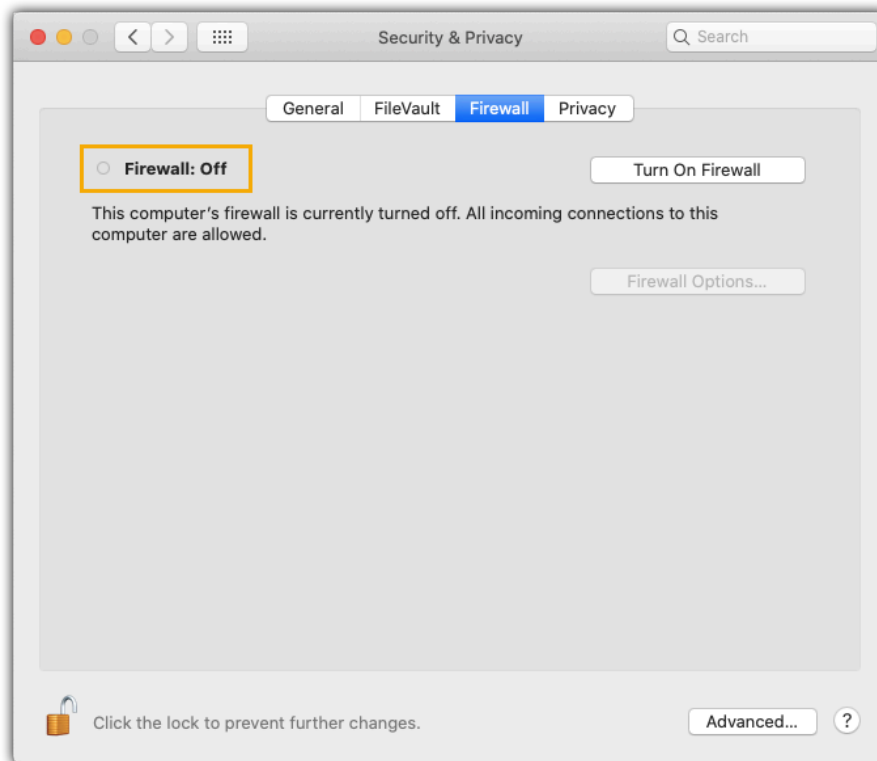 Security & Privacy
Search
General
FileVault
Firewall
Privacy
Firewall: Off
Turn On Firewall
This computer’s firewall is currently turned off. All incoming connections to this
computer are allowed.
Firewall Options...
Click the lock to prevent further changes.
Advanced...
?